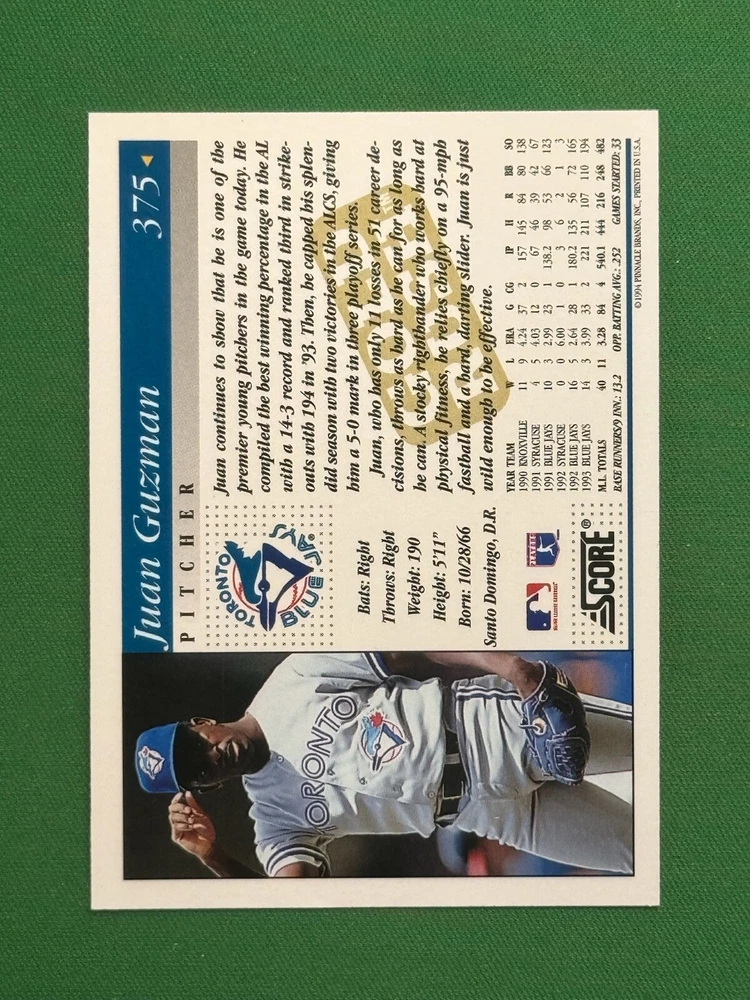 Juan Guzman 375
PITCHER
TORONTO
BLUE JAYS
Bats: Right
Throws: Right
Weight: 190
Height: 5'11"
Born: 10/28/66
Santo Domingo, D.R.
SCORE®
Juan continues to show that he is one of the
premier young pitchers in the game today. He
compiled the best winning percentage in the AL
with a 14-3 record and ranked third in strike-
outs with 194 in '93. Then, he capped his splen-
did season with two victories in the ALCS, giving
him a 5-0 mark in three playoff series.
Juan, who has only 11 losses in 51 career de-
cisions, throws as hard as he can for as long as
he can. A stocky righthander who works hard at
physical fitness, he relies chiefly on a 95-mph
fastball and a hard, darting slider. Juan is just
wild enough to be effective.
YEAR TEAM W L ERA G CG IP H R BB SO
1990 KNOXVILLE 11 9 4.24 37 2 157 145 84 80 138
1991 SYRACUSE 4 5 4.03 12 0 67 46 39 42 67
1991 BLUE JAYS 10 3 2.99 23 1 138.2 98 53 66 123
1992 SYRACUSE 0 0 6.00 1 0 3 6 2 1 3
1992 BLUE JAYS 16 5 2.64 28 1 180.2 135 56 72 165
1993 BLUE JAYS 14 3 3.99 33 2 221 211 107 110 194
M.L. TOTALS 40 11 3.28 84 4 540.1 444 216 248 482
BASE RUNNERS/9 INN.: 13.2 OPP. BATTING AVG.: .252 GAMES STARTED: 33
©1994 PINNACLE BRANDS, INC., PRINTED IN U.S.A.
TORONTO